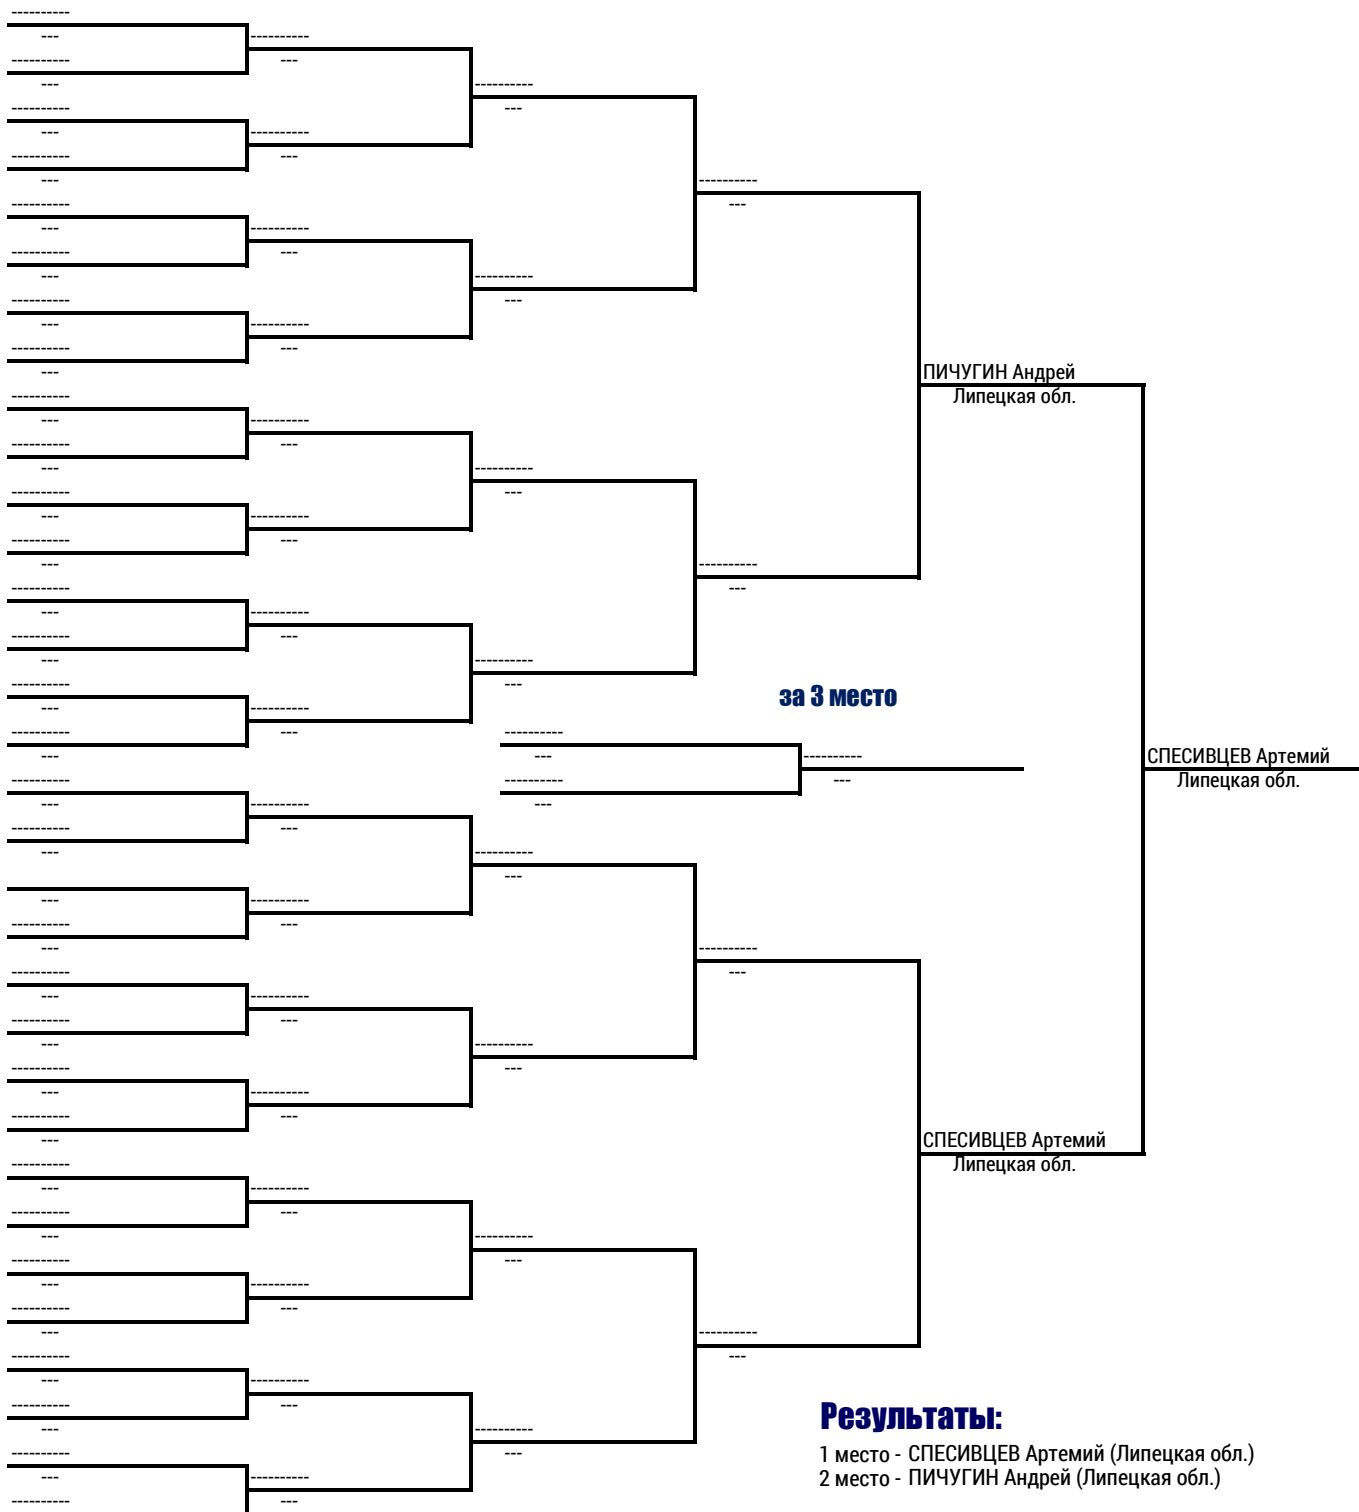 ПИЧУГИН Андрей
Липецкая обл.
за 3 место
СПЕСИВЦЕВ Артемий
Липецкая обл.
СПЕСИВЦЕВ Артемий
Липецкая обл.
Результаты:
1 место - СПЕСИВЦЕВ Артемий (Липецкая обл.)
2 место - ПИЧУГИН Андрей (Липецкая обл.)